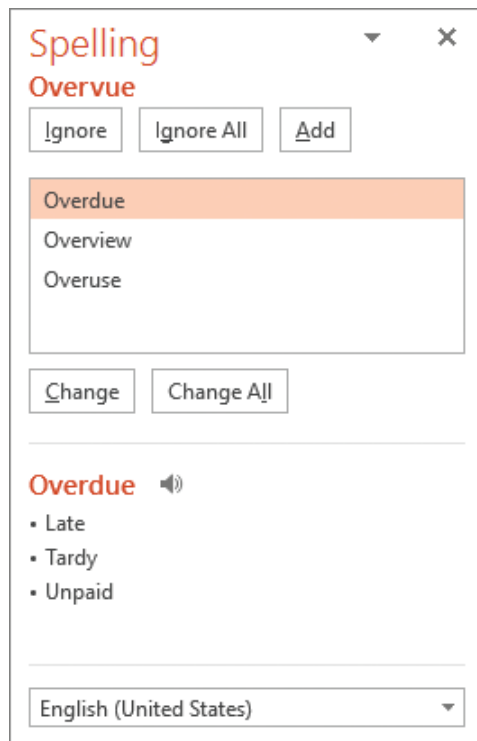 Spelling
Overvue
Ignore Ignore All Add
Overdue
Overview
Overuse
Change Change All
Overdue
• Late
• Tardy
• Unpaid
English (United States)